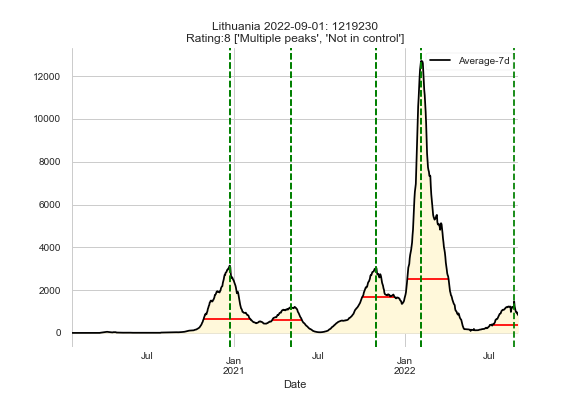 Lithuania 2022-09-01: 1219230
Rating:8 ['Multiple peaks', 'Not in control']
Average-7d
12000
10000
8000
6000
4000
2000
0
Jul
Jan
2021
Jul
Jan
2022
Jul
Date